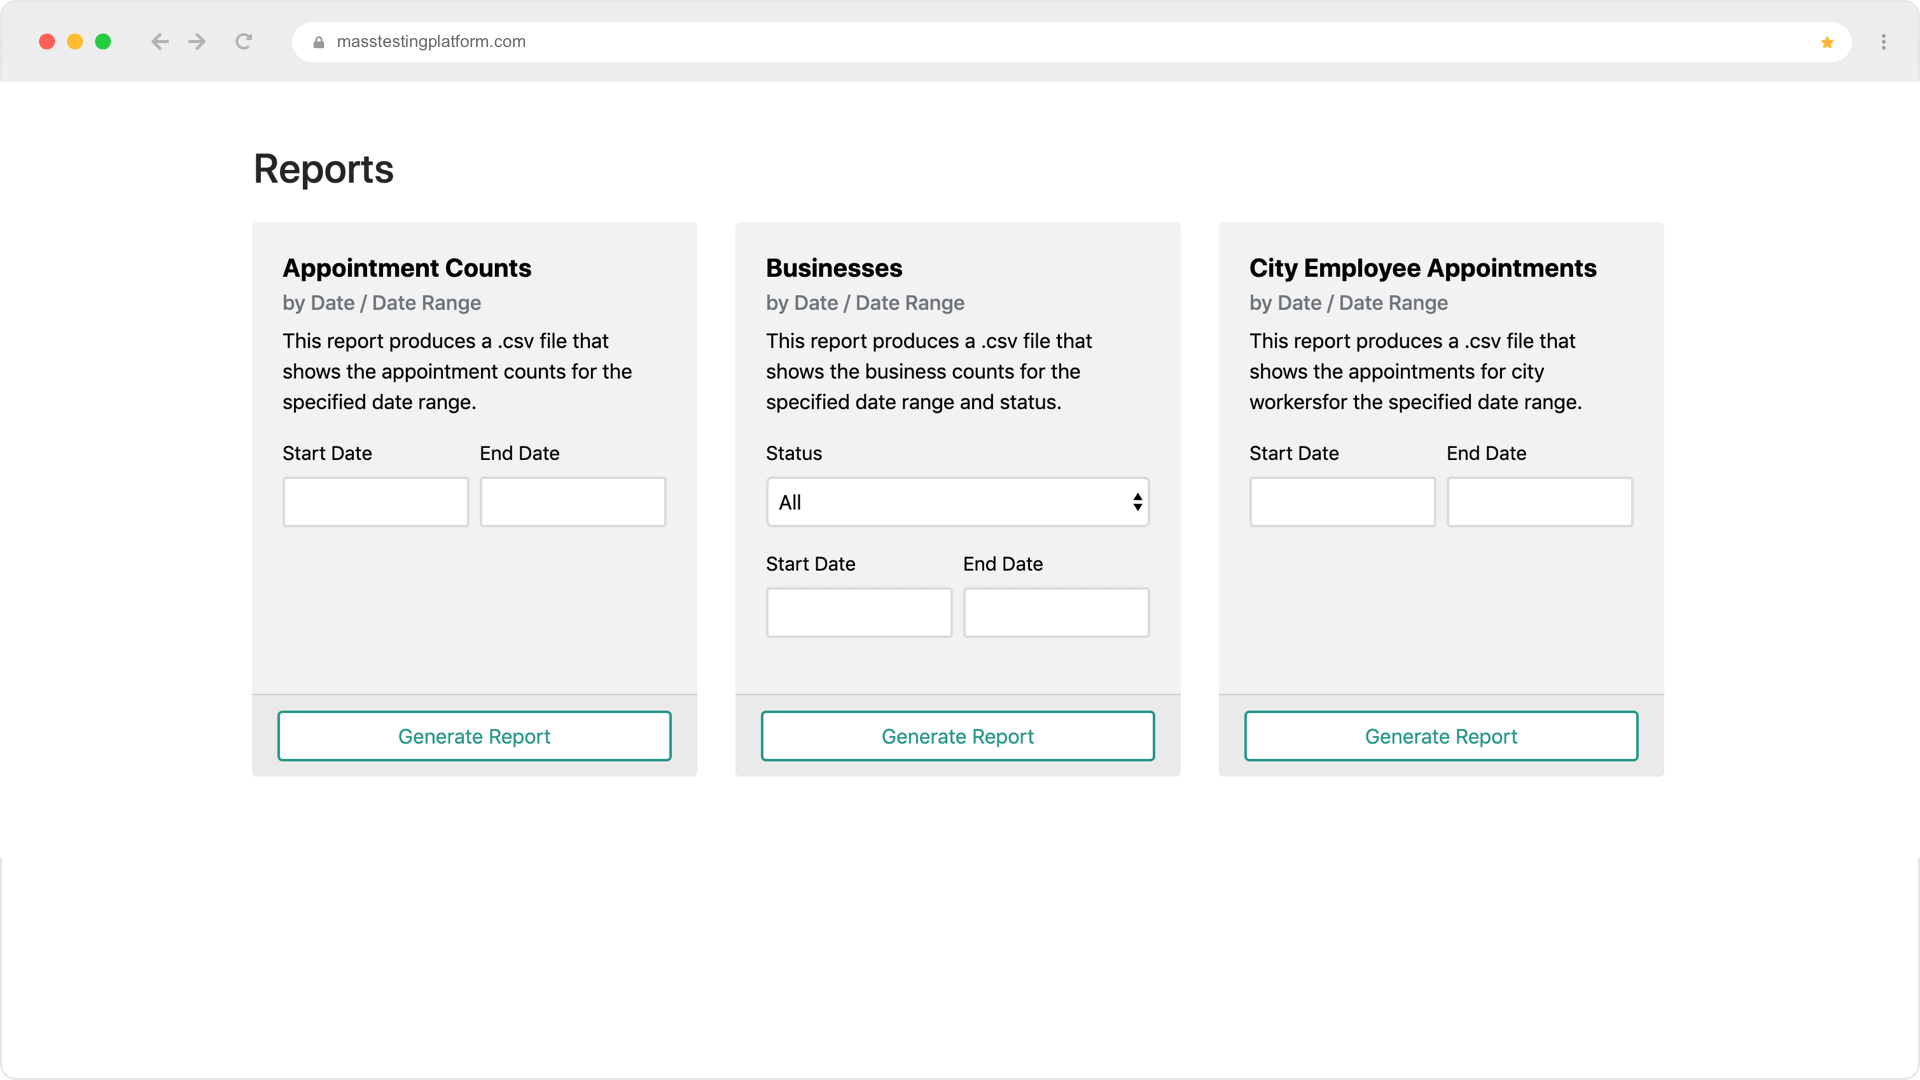 masstestingplatform.com
Reports
Appointment Counts
by Date / Date Range
This report produces a .csv file that
shows the appointment counts for the
specified date range.
Start Date
End Date
Generate Report
Businesses
by Date / Date Range
This report produces a .csv file that
shows the business counts for the
specified date range and status.
Status
All
Start Date
End Date
Generate Report
City Employee Appointments
by Date / Date Range
This report produces a .csv file that
shows the appointments for city
workersfor the specified date range.
Start Date
End Date
Generate Report